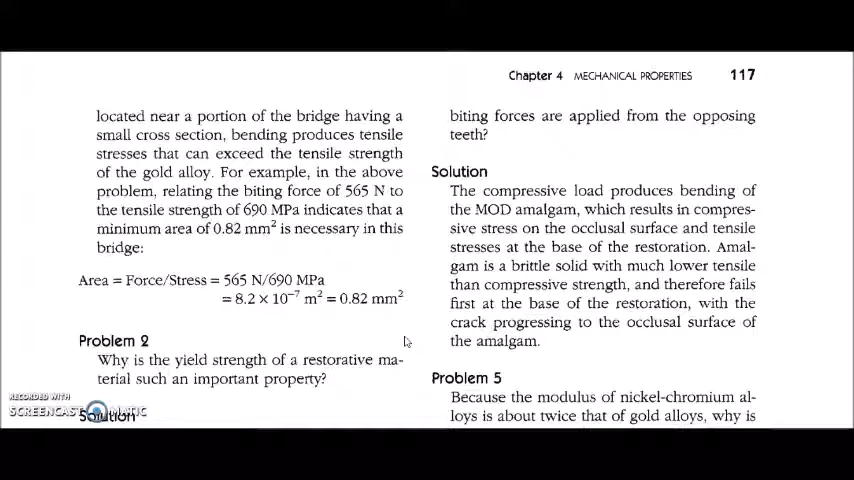 Chapter 4 MECHANICAL PROPERTIES 117
located near a portion of the bridge having a
small cross section, bending produces tensile
stresses that can exceed the tensile strength
of the gold alloy. For example, in the above
problem, relating the biting force of 565 N to
the tensile strength of 690 MPa indicates that a
minimum area of 0.82 mm² is necessary in this
bridge:
Area = Force/Stress = 565 N/690 MPa
= 8.2 × 10⁻⁷ m² = 0.82 mm²
Problem 2
Why is the yield strength of a restorative ma-
terial such an important property?
Solution
biting forces are applied from the opposing
teeth?
Solution
The compressive load produces bending of
the MOD amalgam, which results in compres-
sive stress on the occlusal surface and tensile
stresses at the base of the restoration. Amal-
gam is a brittle solid with much lower tensile
than compressive strength, and therefore fails
first at the base of the restoration, with the
crack progressing to the occlusal surface of
the amalgam.
Problem 5
Because the modulus of nickel-chromium al-
loys is about twice that of gold alloys, why is
RECORDED WITH
SCREENCAST-O-MATIC